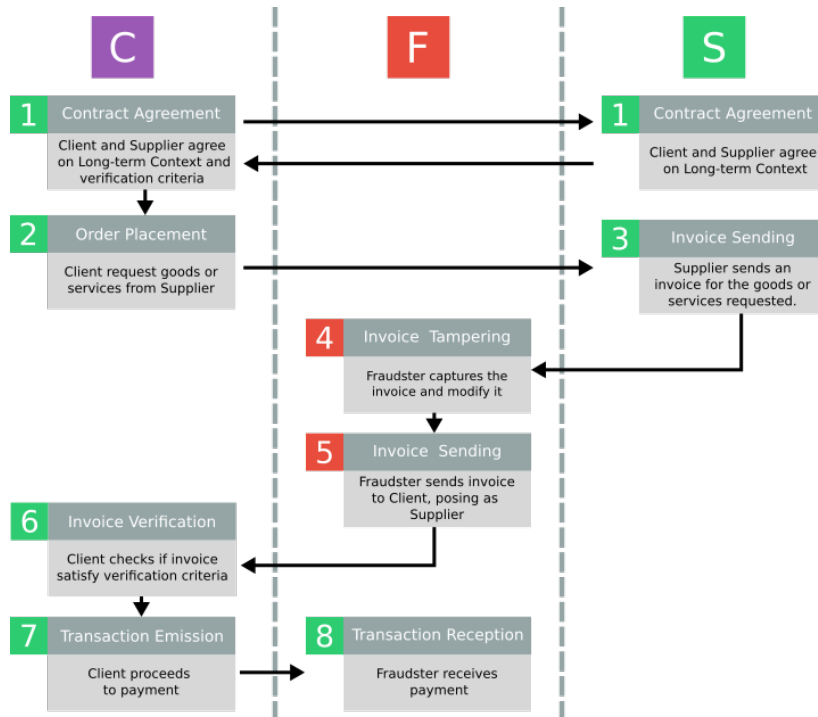 C
F
S
1
Contract Agreement
Client and Supplier agree
on Long-term Context and
verification criteria
1
Contract Agreement
Client and Supplier agree
on Long-term Context
2
Order Placement
Client request goods or
services from Supplier
3
Invoice Sending
Supplier sends an
invoice for the goods or
services requested.
4
Invoice Tampering
Fraudster captures the
invoice and modify it
5
Invoice Sending
Fraudster sends invoice
to Client, posing as
Supplier
6
Invoice Verification
Client checks if invoice
satisfy verification criteria
7
Transaction Emission
Client proceeds
to payment
8
Transaction Reception
Fraudster receives
payment